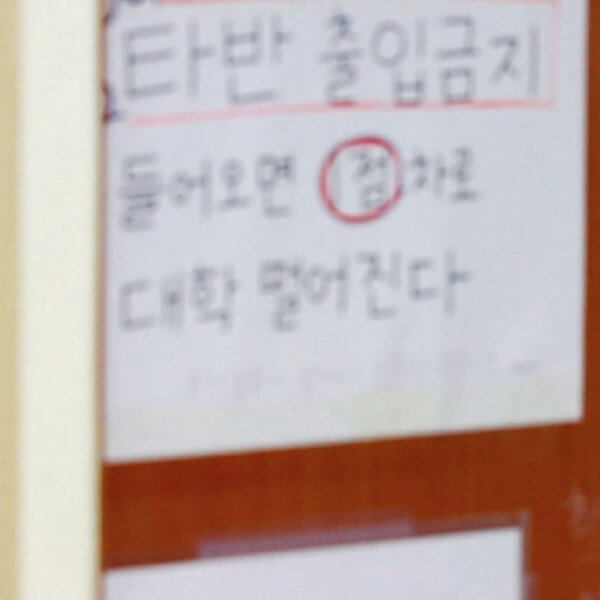 타반 출입금지
들어오면 1점차로
대학 떨어진다